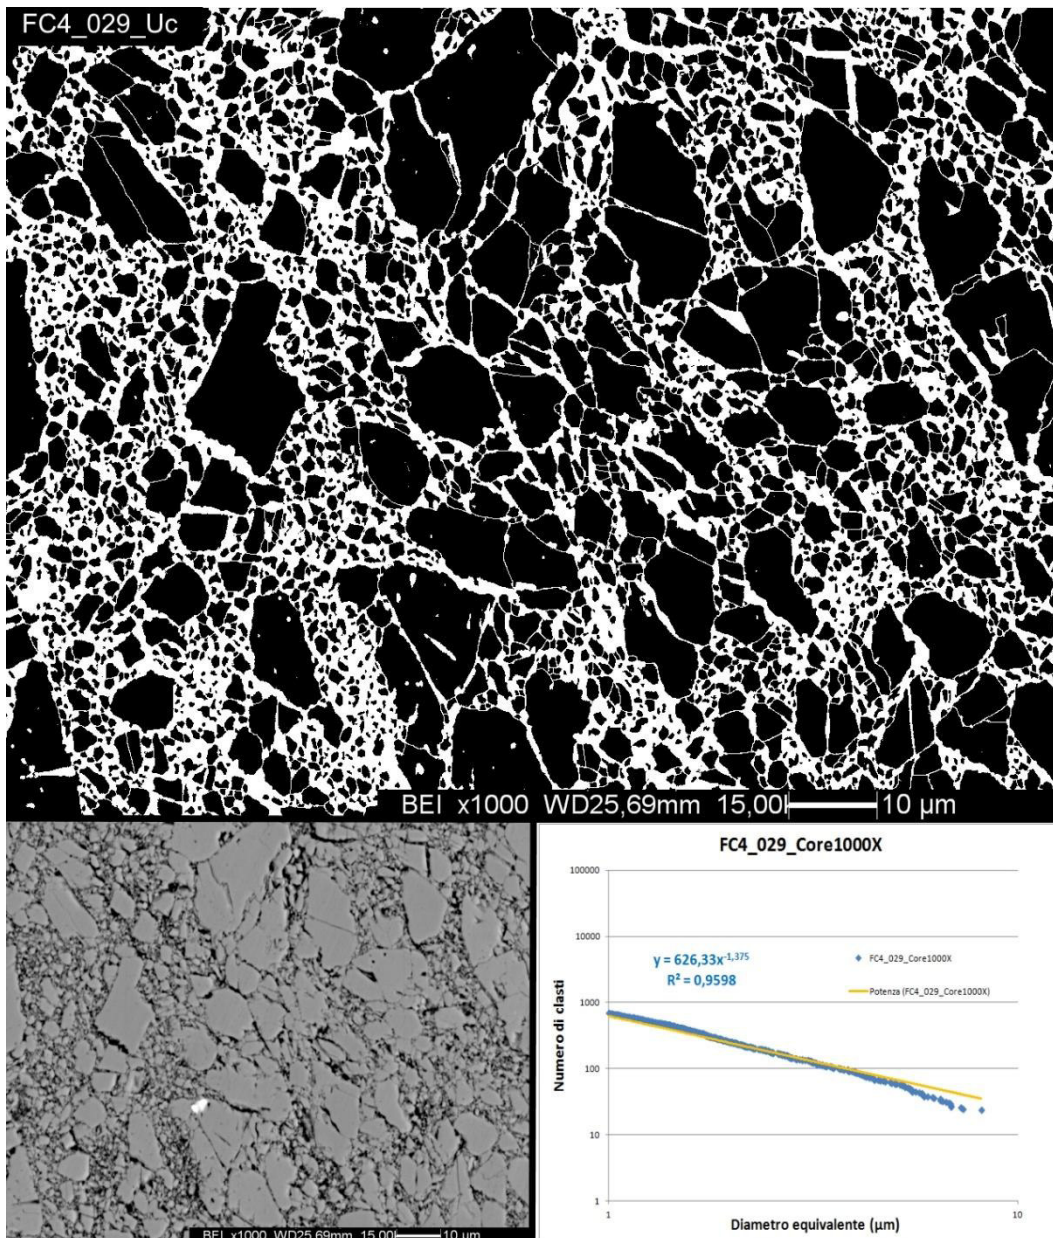 FC4_029_Uc
BEI x1000 WD25,69mm 15,00 10 µm
BEI x1000 WD25,69mm 15,00 10 µm
FC4_029_Core1000X
100000
10000
1000
100
10
1
y = 626,33x^-1,375
R² = 0,9598
FC4_029_Core1000X
Potenza (FC4_029_Core1000X)
Numero di clasti
1 10
Diametro equivalente (µm)